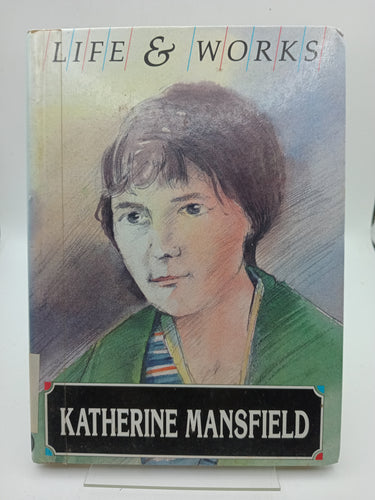 LIFE & WORKS
KATHERINE MANSFIELD